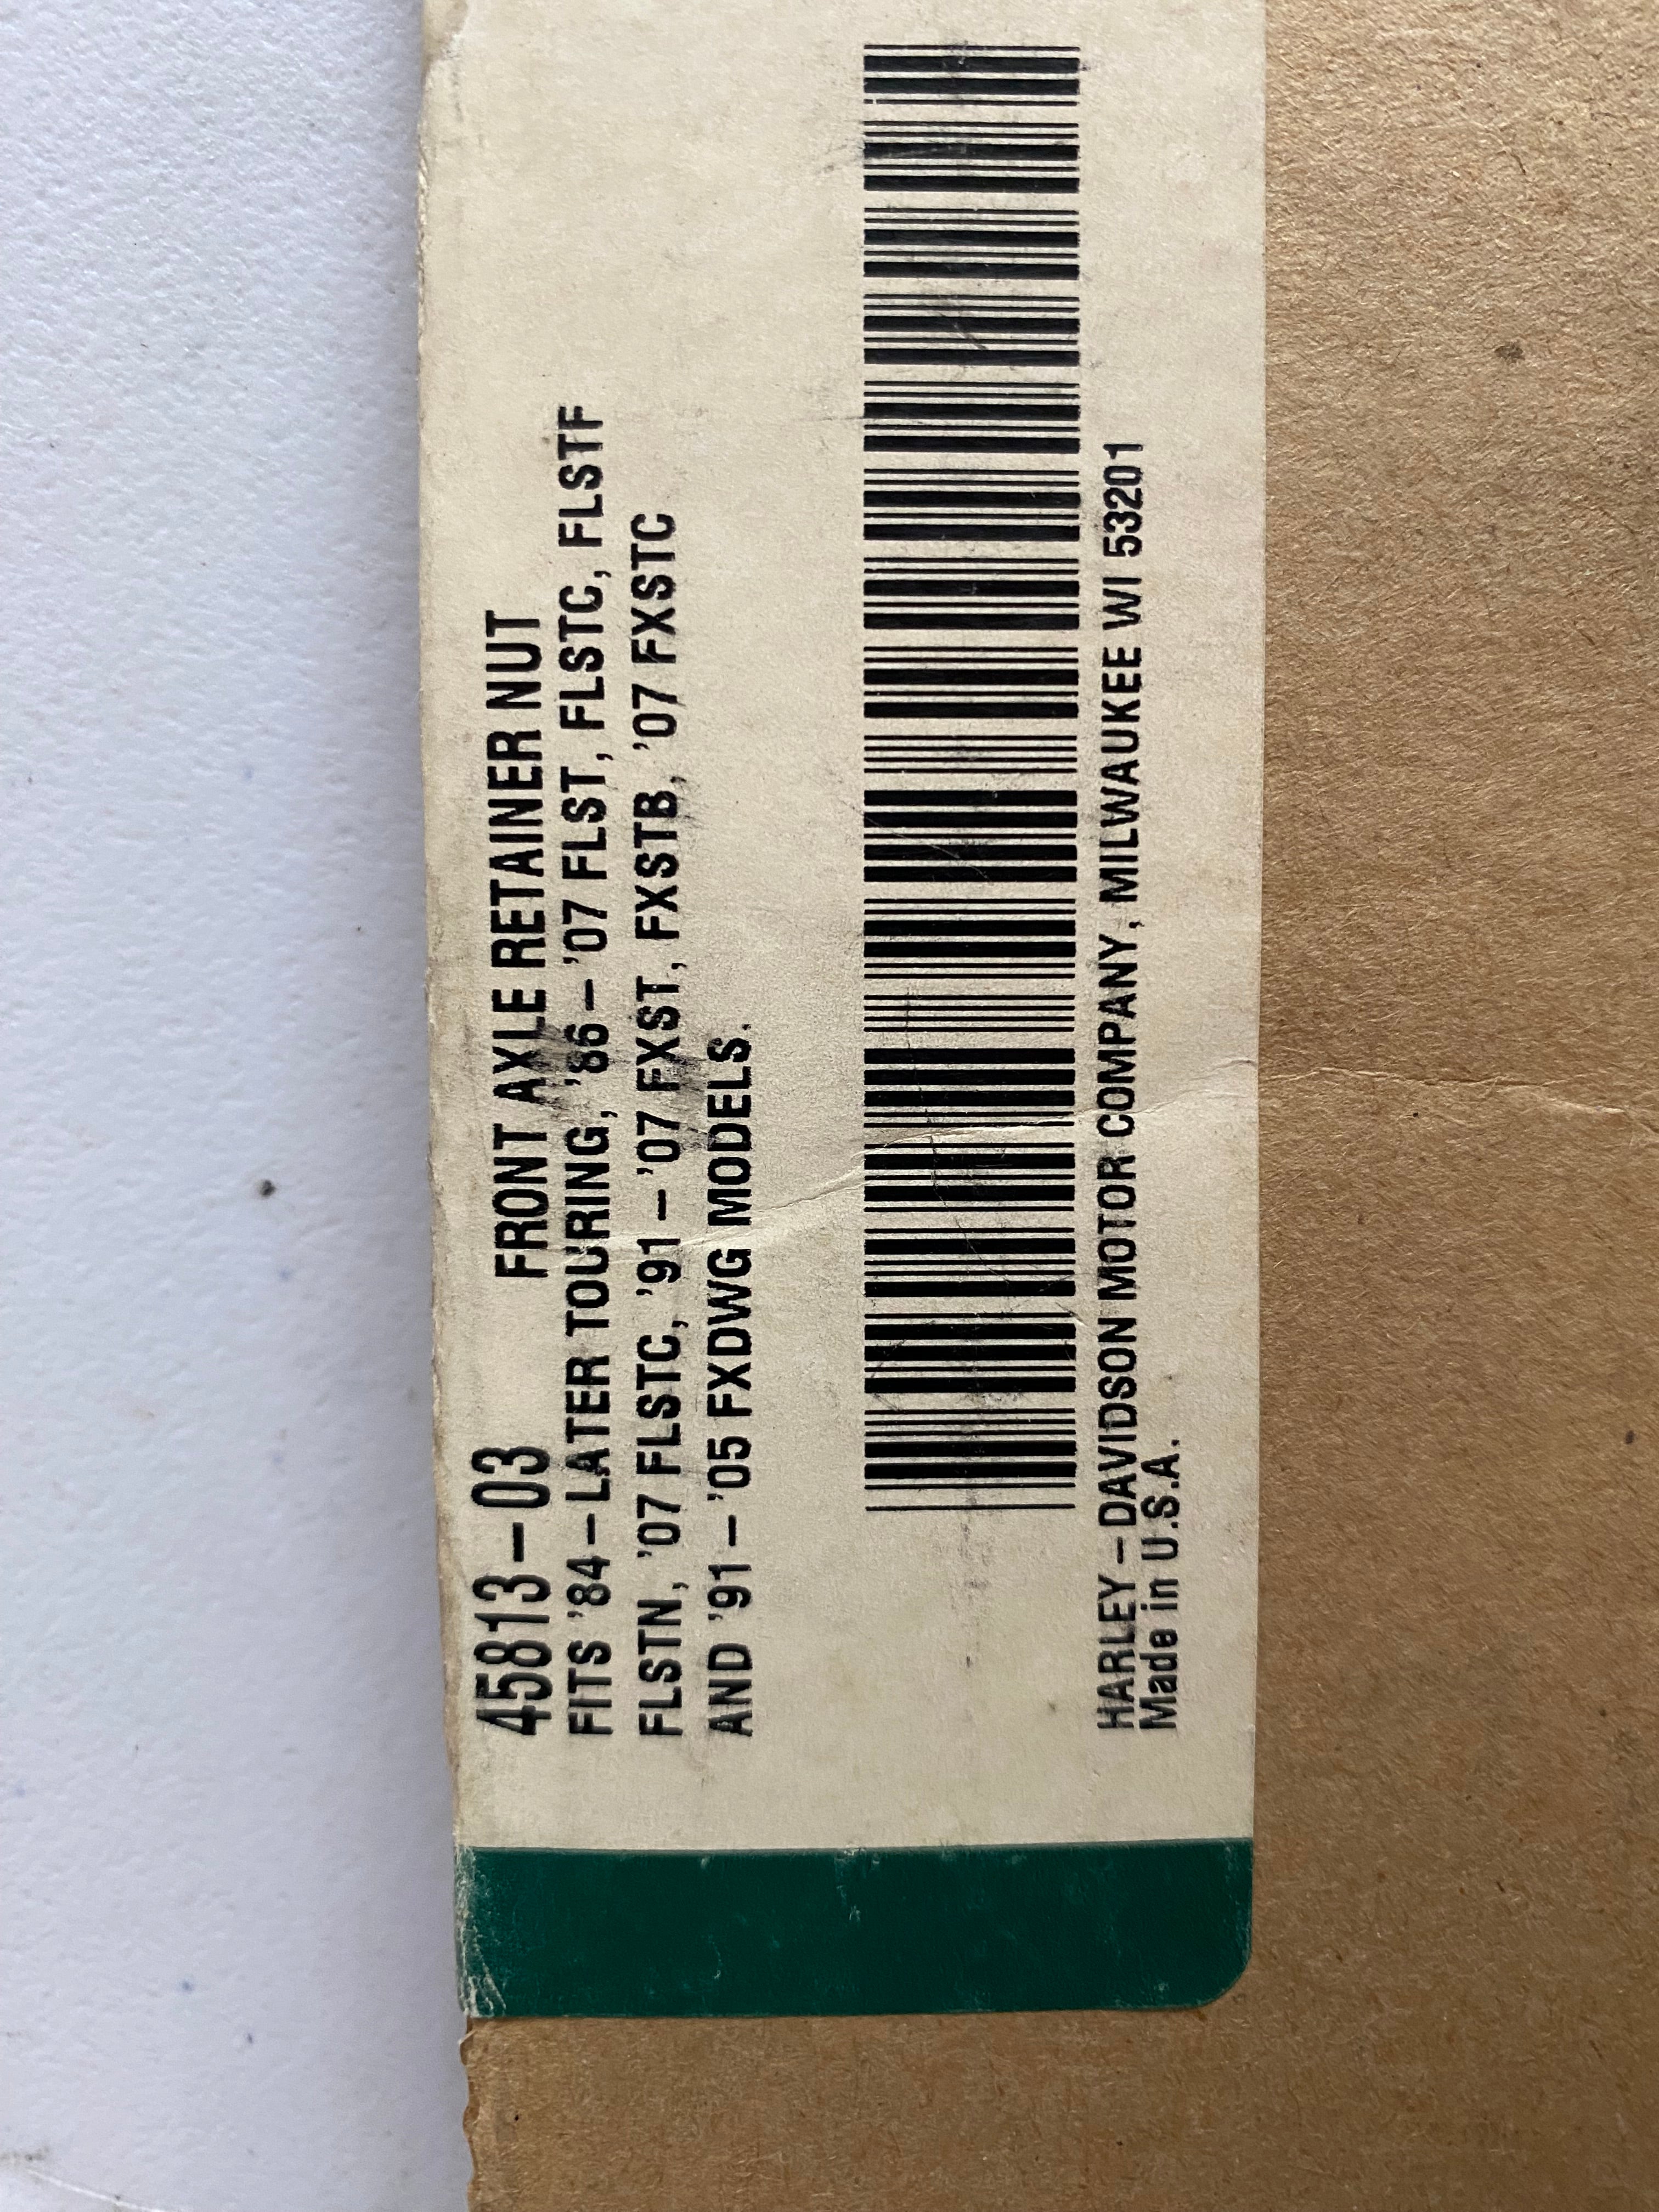 45813-03 FRONT AXLE RETAINER NUT
FITS '84-LATER TOURING, '86-'07 FLST, FLSTC, FLSTF
FLSTN, '07 FLSTC, '91-'07 FXST, FXSTB, '07 FXSTC
AND '91-'05 FXDWG MODELS.
HARLEY-DAVIDSON MOTOR COMPANY, MILWAUKEE WI 53201
Made in U.S.A.